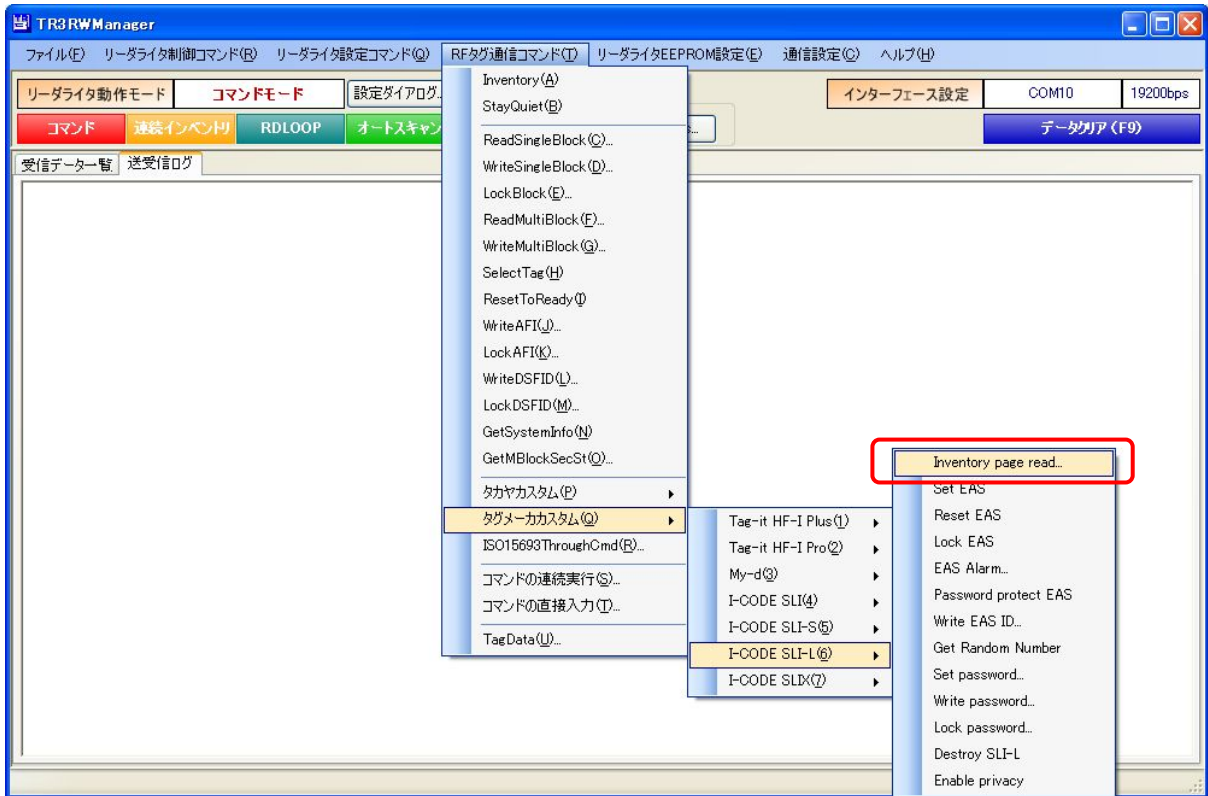 TR3RWManager
ファイル(F) リーダライタ制御コマンド(R) リーダライタ設定コマンド(Q) RFタグ通信コマンド(T) リーダライタEEPROM設定(E) 通信設定(C) ヘルプ(H)
リーダライタ動作モード コマンドモード 設定ダイアログ... インターフェース設定 COM10 19200bps
コマンド 連続インベントリ RDLOOP オートスキャン データクリア(F9)
受信データ一覧 送受信ログ
Inventory(A)
StayQuiet(B)
ReadSingleBlock(C)...
WriteSingleBlock(D)...
LockBlock(E)...
ReadMultiBlock(F)...
WriteMultiBlock(G)...
SelectTag(H)
ResetToReady(I)
WriteAFI(J)...
LockAFI(K)...
WriteDSFID(L)...
LockDSFID(M)...
GetSystemInfo(N)
GetMBlockSecSt(O)...
タカヤカスタム(P)
タグメーカカスタム(Q)
ISO15693ThroughCmd(R)...
コマンドの連続実行(S)...
コマンドの直接入力(T)...
TagData(U)...
Tag-it HF-I Plus(1)
Tag-it HF-I Pro(2)
My-d(3)
I-CODE SLI(4)
I-CODE SLI-S(5)
I-CODE SLI-L(6)
I-CODE SLIX(7)
Inventory page read...
Set EAS
Reset EAS
Lock EAS
EAS Alarm...
Password protect EAS
Write EAS ID...
Get Random Number
Set password...
Write password...
Lock password...
Destroy SLI-L
Enable privacy